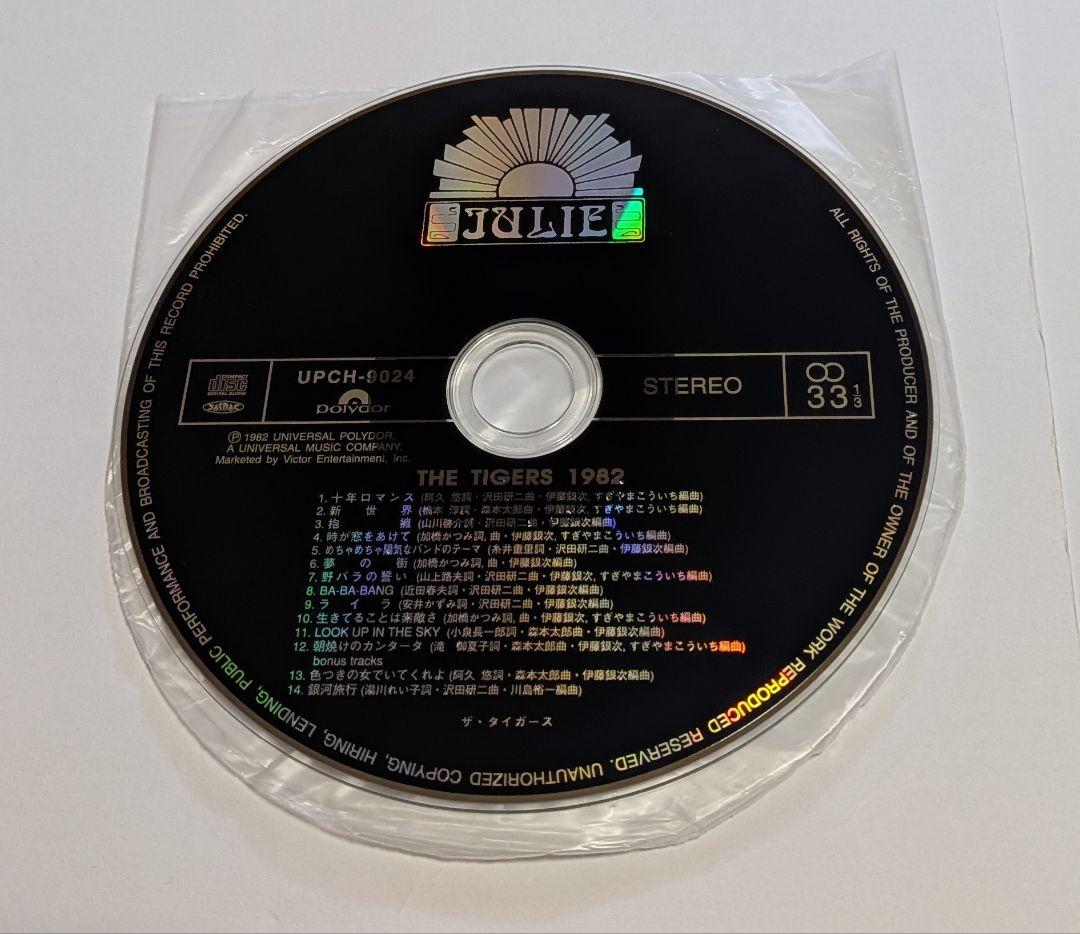 JULIE
COMPACT
disc
DIGITAL AUDIO
JASRAC
UPCH-9024
polydor
STEREO
33 1/3
Ⓟ 1982 UNIVERSAL POLYDOR,
A UNIVERSAL MUSIC COMPANY.
Marketed by Victor Entertainment, Inc.
THE TIGERS 1982
1. 十年ロマンス (阿久 悠詞・沢田研二曲・伊藤銀次, すぎやまこういち編曲)
2. 新世界 (橋本 淳詞・森本太郎曲・伊藤銀次, すぎやまこういち編曲)
3. 抱擁 (山川啓介詞・沢田研二曲・伊藤銀次編曲)
4. 時が窓をあけて (加橋かつみ詞, 曲・伊藤銀次, すぎやまこういち編曲)
5. めちゃめちゃ陽気なバンドのテーマ (糸井重里詞・沢田研二曲・伊藤銀次編曲)
6. 夢の街 (加橋かつみ詞, 曲・伊藤銀次編曲)
7. 野バラの誓い (山上路夫詞・沢田研二曲・伊藤銀次, すぎやまこういち編曲)
8. BA-BA-BANG (近田春夫詞・沢田研二曲・伊藤銀次編曲)
9. ライラ (安井かずみ詞・沢田研二曲・伊藤銀次編曲)
10. 生きてることは素敵さ (加橋かつみ詞, 曲・伊藤銀次, すぎやまこういち編曲)
11. LOOK UP IN THE SKY (小泉長一郎詞・森本太郎曲・伊藤銀次編曲)
12. 朝焼けのカンタータ (滝 御夏子詞・森本太郎曲・伊藤銀次, すぎやまこういち編曲)
bonus tracks
13. 色つきの女でいてくれよ (阿久 悠詞・森本太郎曲・伊藤銀次編曲)
14. 銀河旅行 (湯川れい子詞・沢田研二曲・川島裕一編曲)
ザ・タイガース
ALL RIGHTS OF THE PRODUCER AND OF THE OWNER OF THE WORK REPRODUCED RESERVED. UNAUTHORIZED COPYING, HIRING, LENDING, PUBLIC PERFORMANCE AND BROADCASTING OF THIS RECORD PROHIBITED.